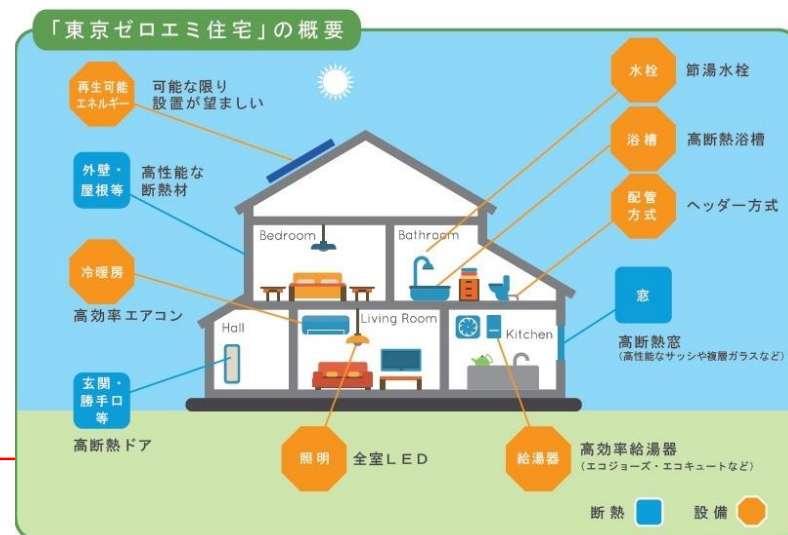 「東京ゼロエミ住宅」の概要
再生可能
エネルギー
可能な限り
設置が望ましい
外壁・
屋根等
高性能な
断熱材
冷暖房
高効率エアコン
玄関・
勝手口
等
高断熱ドア
Bedroom
Bathroom
Hall
Living Room
Kitchen
水栓
節湯水栓
浴槽
高断熱浴槽
配管
方式
ヘッダー方式
窓
高断熱窓
(高性能なサッシや複層ガラスなど)
照明
全室LED
給湯器
高効率給湯器
(エコジョーズ・エコキュートなど)
断熱
設備